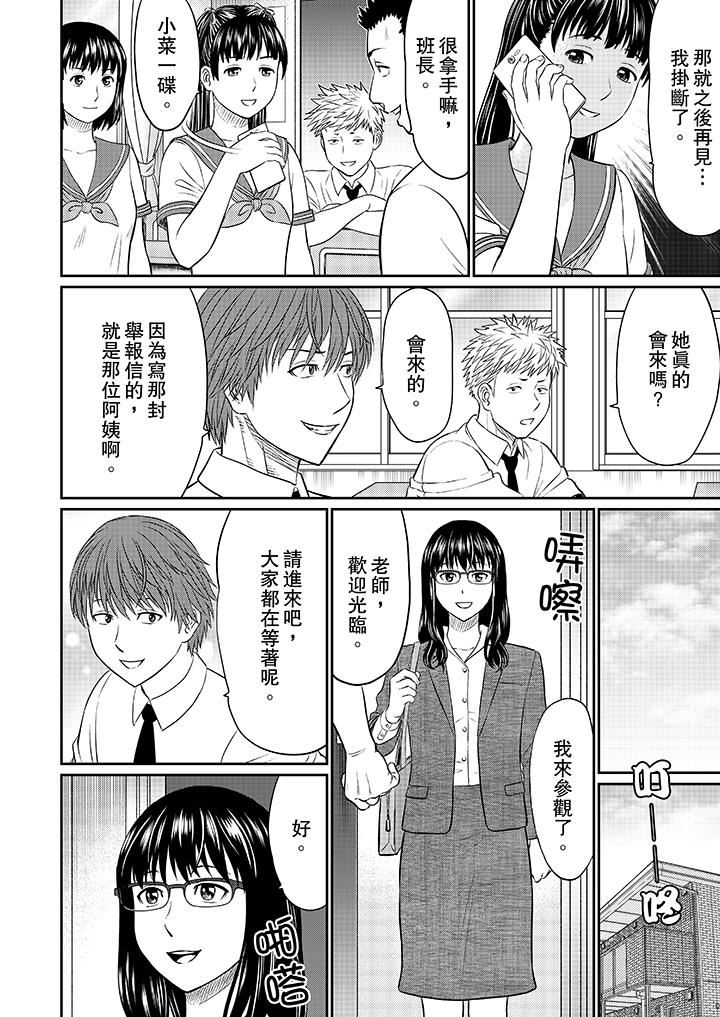 那就之後再見…
我掛斷了。
很拿手嘛，
班長。
小菜一碟。
她真的
會來嗎？
會來的。
因為寫那封
舉報信的，
就是那位阿姨啊。
叮——咚
弄嚓
我來參觀了。
老師，
歡迎光臨。
請進來吧，
大家都在等著呢。
好。
啪嗒